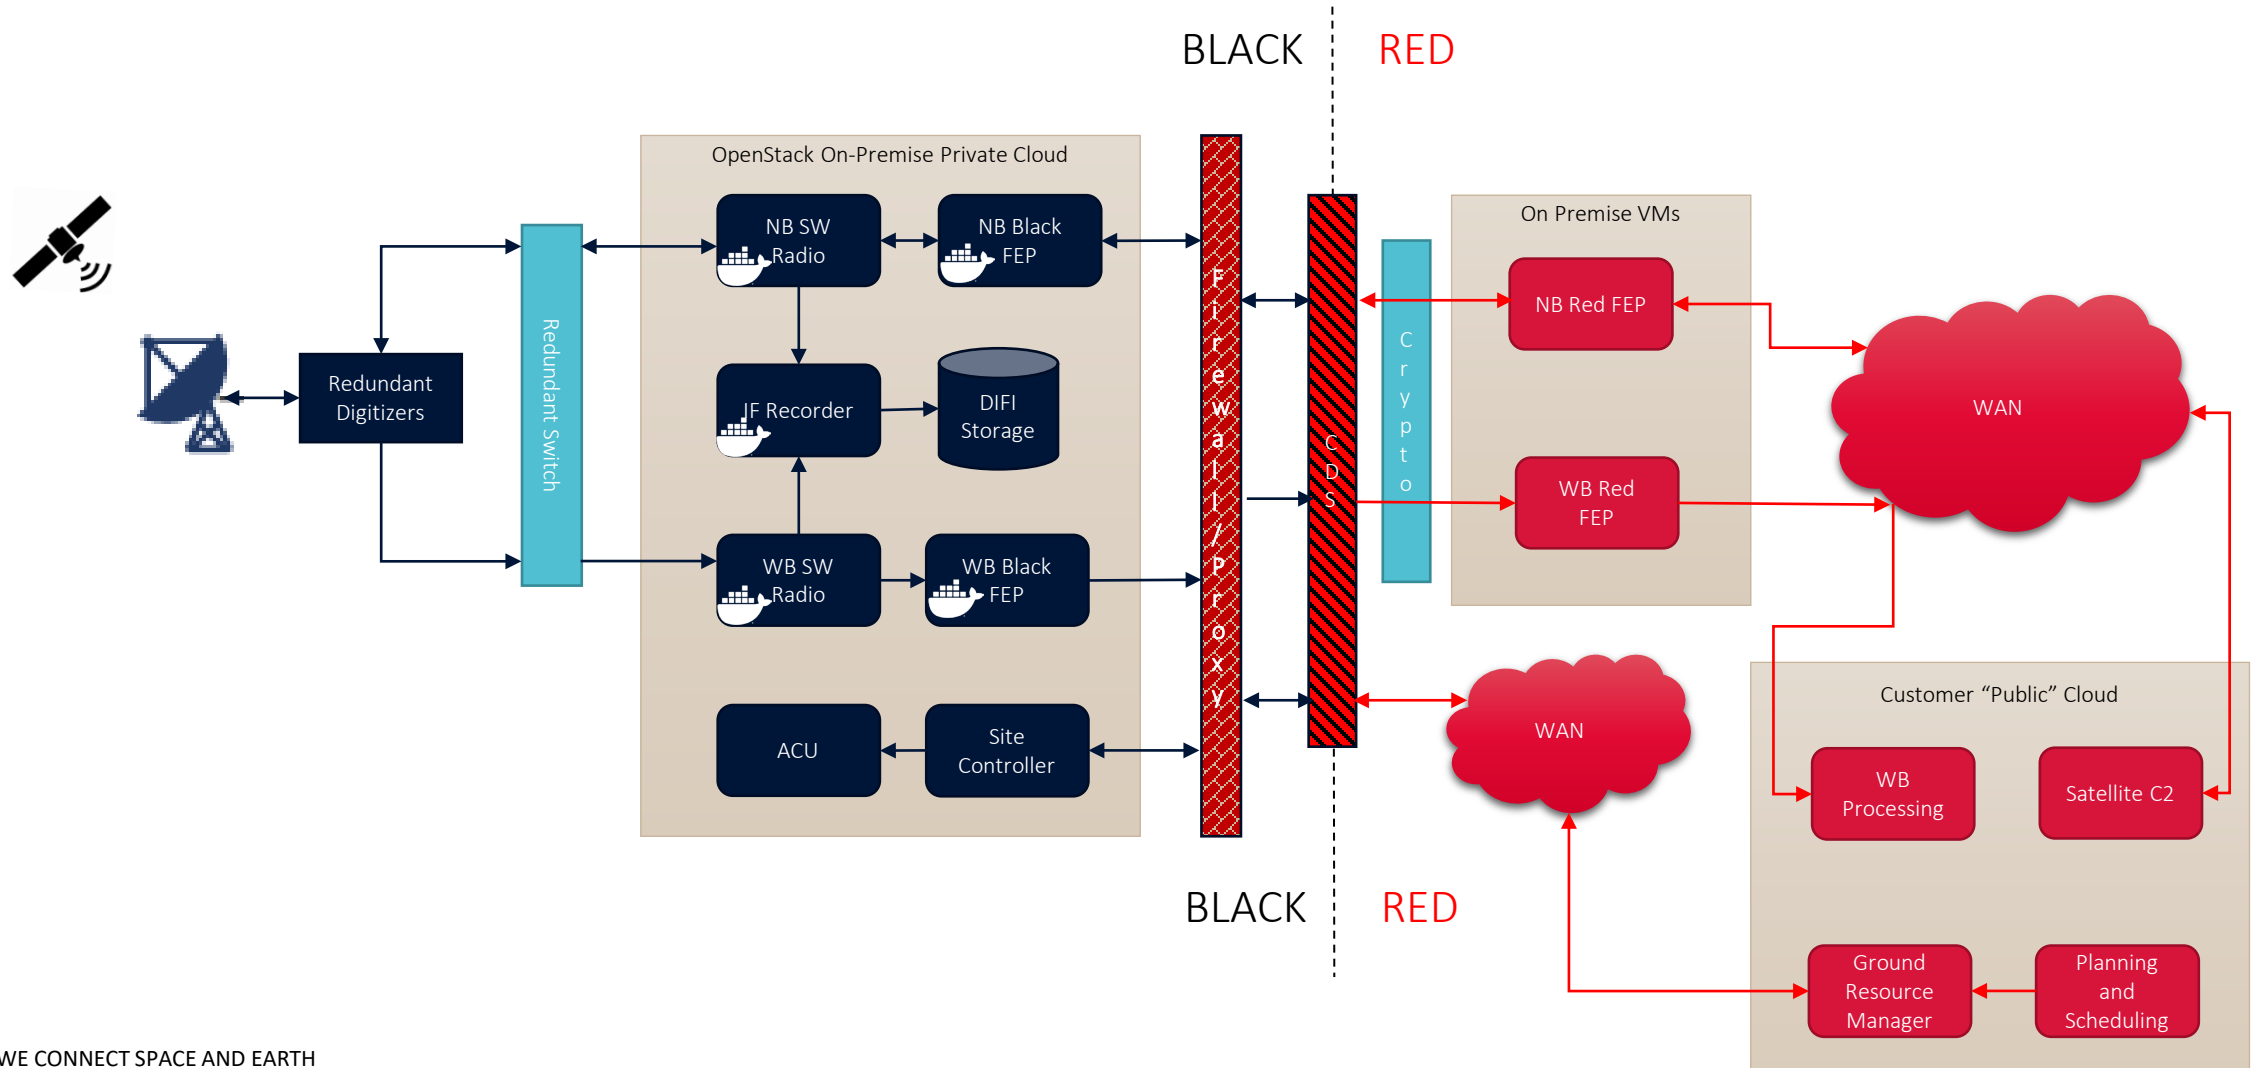 BLACK
RED
OpenStack On-Premise Private Cloud
NB SW
Radio
NB Black
FEP
On Premise VMs
Redundant
Digitizers
Redundant Switch
IF Recorder
DIFI
Storage
Firewall/Proxy
CDS
Crypto
NB Red FEP
WAN
WB Red
FEP
WB SW
Radio
WB Black
FEP
ACU
Site
Controller
WAN
Customer “Public” Cloud
WB
Processing
Satellite C2
BLACK
RED
Ground
Resource
Manager
Planning
and
Scheduling
WE CONNECT SPACE AND EARTH